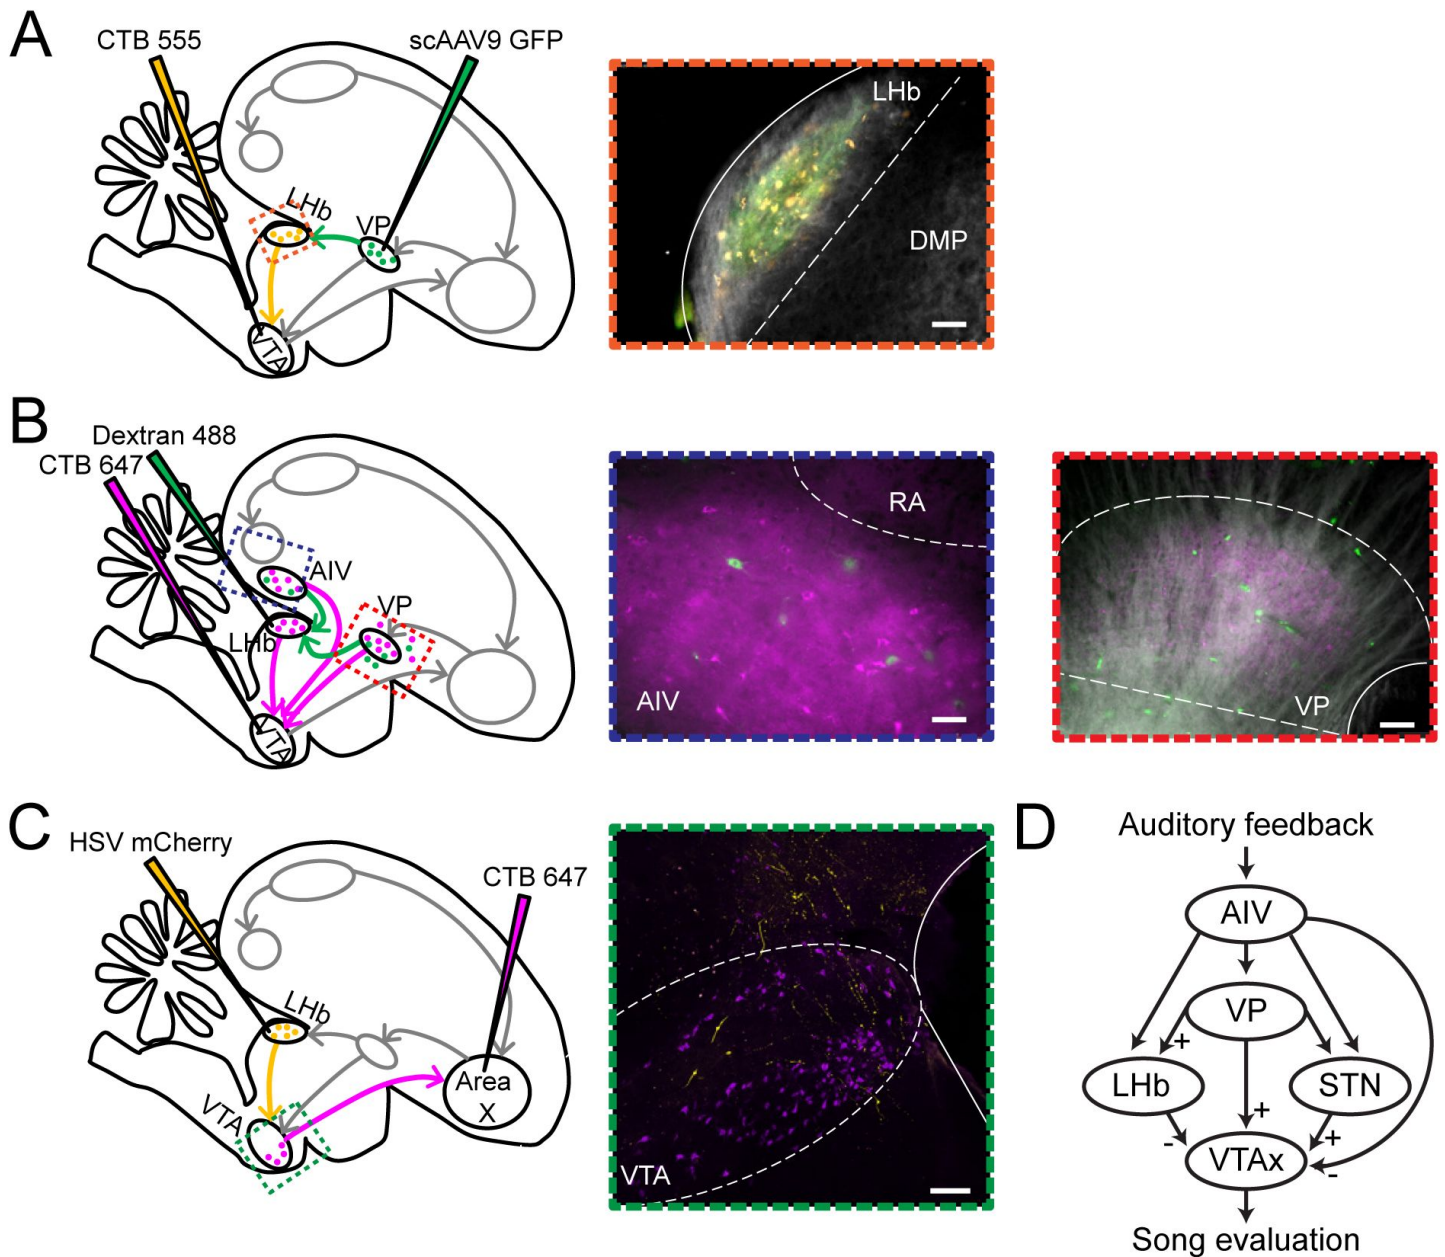 A
CTB 555
scAAV9 GFP
LHb
VP
VTA
LHb
DMP
B
Dextran 488
CTB 647
AIV
VP
LHb
VTA
RA
AIV
VP
C
HSV mCherry
CTB 647
LHb
Area
X
VTA
VTA
D
Auditory feedback
AIV
VP
+
LHb
STN
+
-
+
VTAx
-
Song evaluation